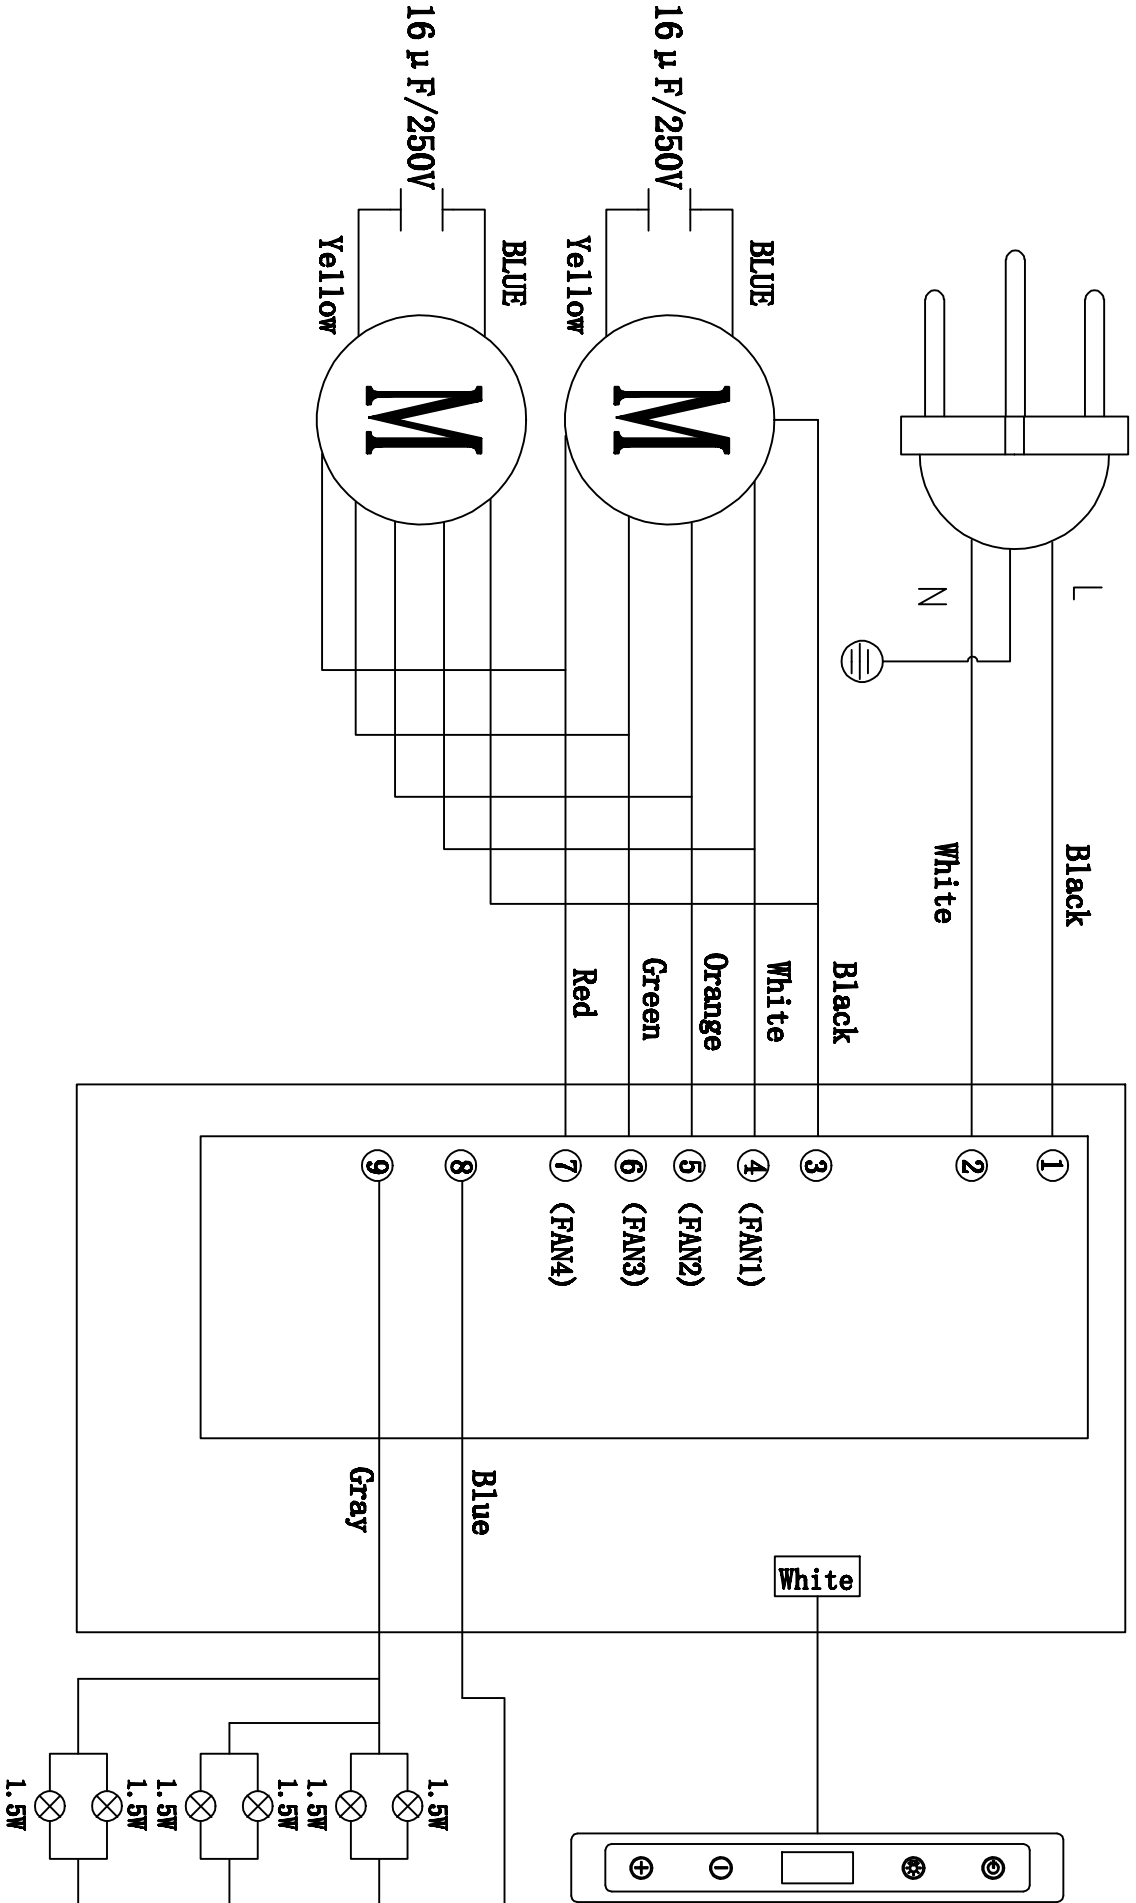 16μF/250V
16μF/250V
Yellow
BLUE
Yellow
BLUE
M
M
N
L
White
Black
Red
Green
Orange
White
Black
⑨
⑧
⑦
⑥
⑤
④
③
②
①
(FAN4)
(FAN3)
(FAN2)
(FAN1)
Gray
Blue
White
1.5W
1.5W
1.5W
1.5W
1.5W
1.5W